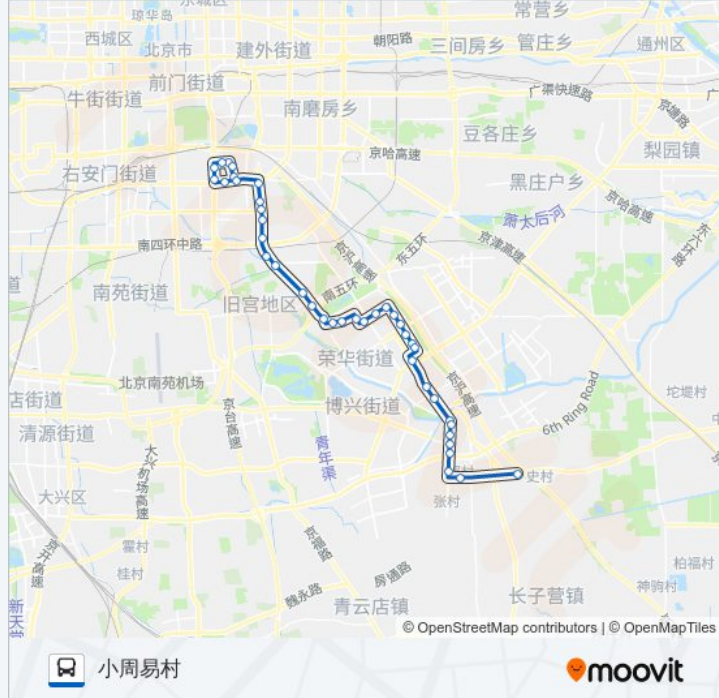 常营乡
琼华岛
西城区
北京市
建外街道
朝阳路
三间房乡
管庄乡
通州区
前门街道
牛街街道
南磨房乡
广渠快速路
京塘路
豆各庄乡
梨园镇
京哈高速
右安门街道
黑庄户乡
京哈高速
萧太后河
南四环中路
京沪高速
东五环
京津高速
东六环路
南苑街道
旧宫地区
南五环
荣华街道
北京南苑机场
京沪高速
6th Ring Road
坨堤村
店街道
京台高速
博兴街道
清源街道
青年渠
大兴机场高速
史村
大兴区
张村
京开高速
霍村
桂村
京福路
柏福村
房通路
神驹村
魏永路
长子营镇
青云店镇
© OpenStreetMap contributors | © OpenMapTiles
小周易村
moovit